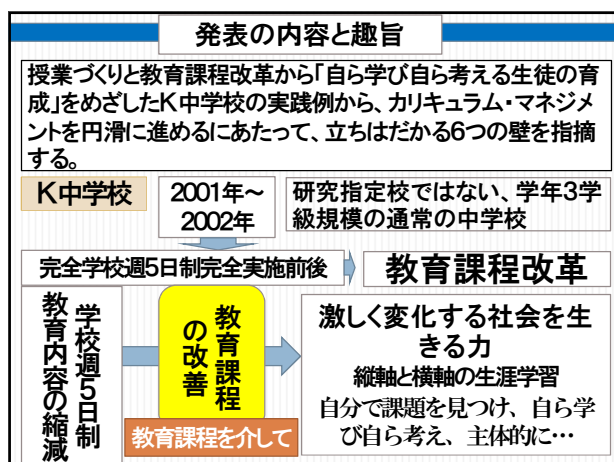 発表の内容と趣旨
授業づくりと教育課程改革から「自ら学び自ら考える生徒の育
成」をめざしたK中学校の実践例から、カリキュラム・マネジメ
ントを円滑に進めるにあたって、立ちはだかる6つの壁を指摘
する。
K中学校
2001年～
2002年
研究指定校ではない、学年3学
級規模の通常の中学校
完全学校週5日制完全実施前後
教育課程改革
学校週5日制
教育内容の縮減
教育課程
の改善
教育課程を介して
激しく変化する社会を生
きる力
縦軸と横軸の生涯学習
自分で課題を見つけ、自ら学
び自ら考え、主体的に…